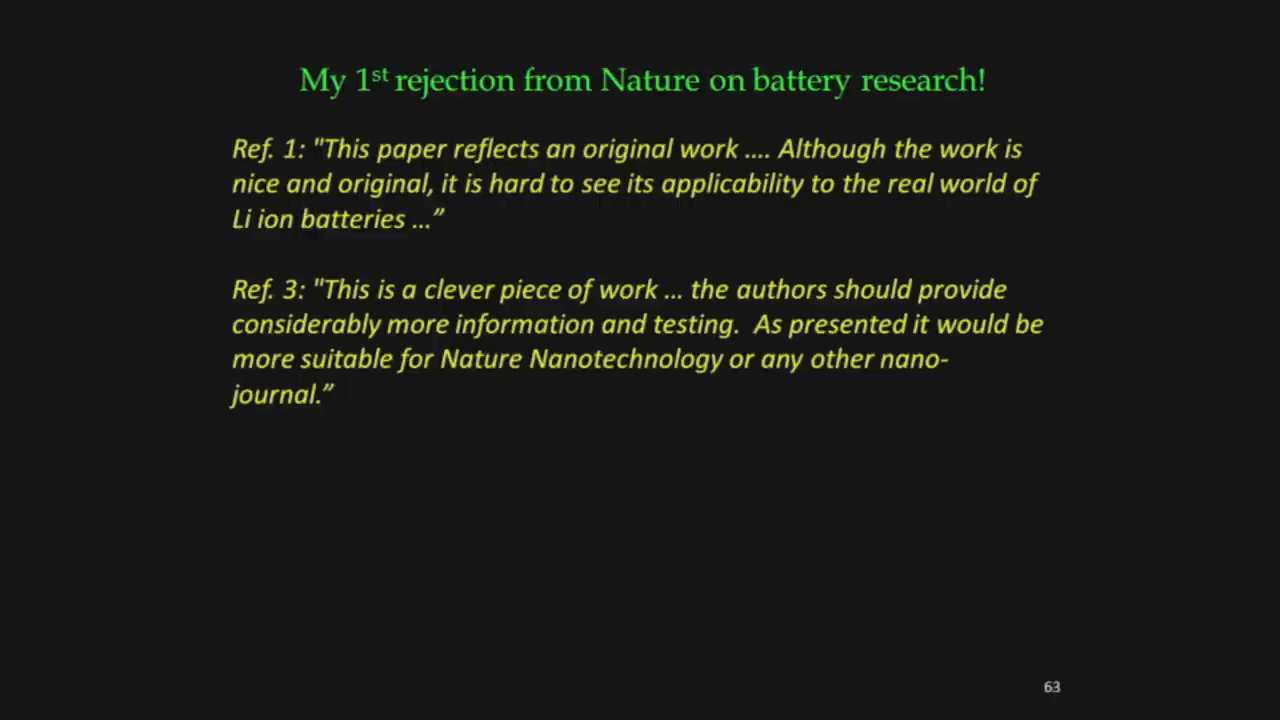 My 1st rejection from Nature on battery research!
Ref. 1: "This paper reflects an original work .... Although the work is
nice and original, it is hard to see its applicability to the real world of
Li ion batteries ...”
Ref. 3: "This is a clever piece of work ... the authors should provide
considerably more information and testing.  As presented it would be
more suitable for Nature Nanotechnology or any other nano-
journal.”
63